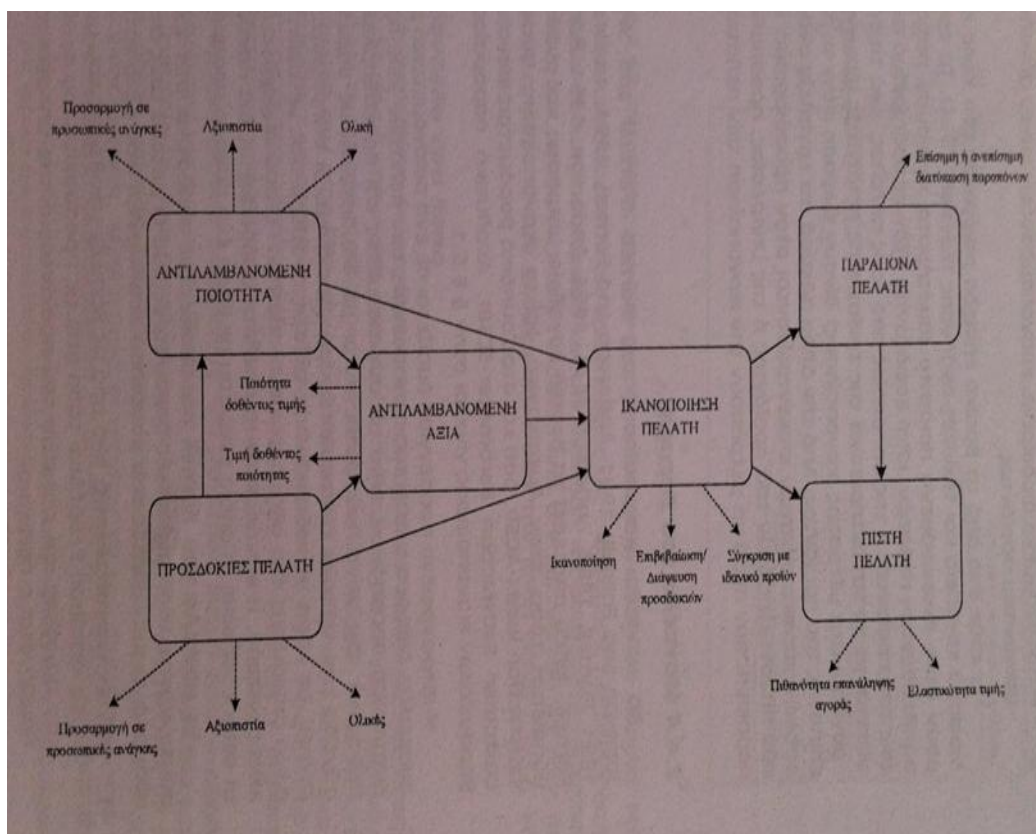 Προσαρμογή σε
προσωπικές ανάγκες
Αξιοπιστία
Ολική
Επίσημη ή ανεπίσημη
διατύπωση παραπόνων
ΑΝΤΙΛΑΜΒΑΝΟΜΕΝΗ
ΠΟΙΟΤΗΤΑ
ΠΑΡΑΠΟΝΑ
ΠΕΛΑΤΗ
Ποιότητα
δοθέντος τιμής
ΑΝΤΙΛΑΜΒΑΝΟΜΕΝΗ
ΑΞΙΑ
ΙΚΑΝΟΠΟΙΗΣΗ
ΠΕΛΑΤΗ
Τιμή δοθέντος
ποιότητας
ΠΡΟΣΔΟΚΙΕΣ ΠΕΛΑΤΗ
Ικανοποίηση
Επιβεβαίωση/
Διάψευση
προσδοκιών
Σύγκριση με
ιδανικό προϊόν
ΠΙΣΤΗ
ΠΕΛΑΤΗ
Προσαρμογή σε
προσωπικής ανάγκες
Αξιοπιστία
Ολικές
Πιθανότητα επανάληψης
αγοράς
Ελαστικότητα τιμής